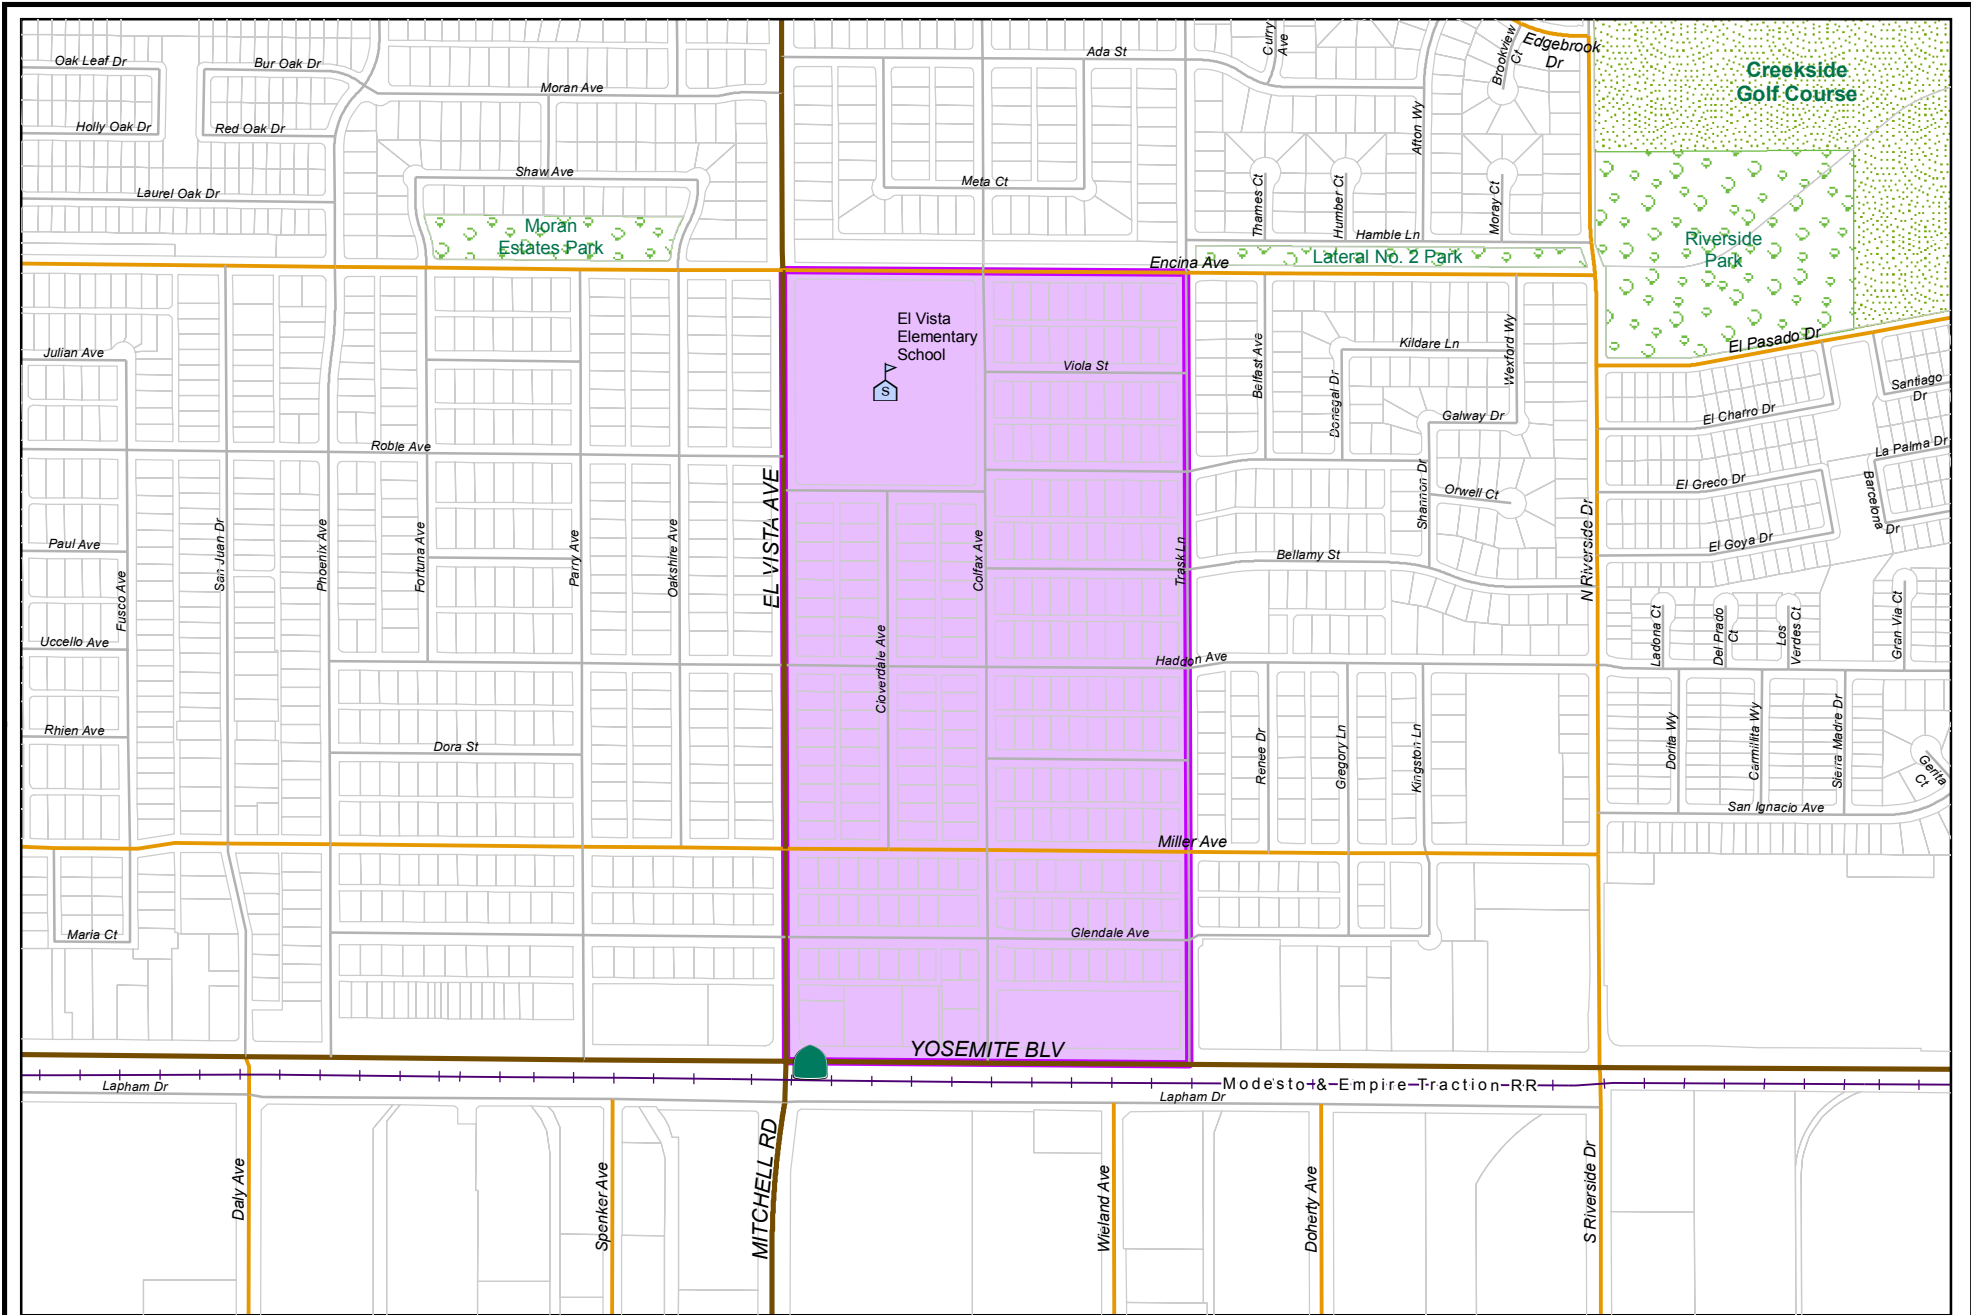 Oak Leaf Dr
Bur Oak Dr
Moran Ave
Ada St
Curry
Ave
Brookview
Ct
Edgebrook
Dr
Creekside
Golf Course
Holly Oak Dr
Red Oak Dr
Afton Wy
Shaw Ave
Meta Ct
Laurel Oak Dr
Thames Ct
Humber Ct
Moray Ct
Moran
Estates Park
Hamble Ln
Riverside
Park
Encina Ave
Lateral No. 2 Park
El Vista
Elementary
School
S
Julian Ave
Viola St
Belfast Ave
Donegal Dr
Kildare Ln
Wexford Wy
El Pasado Dr
Santiago
Dr
El Charro Dr
Galway Dr
La Palma Dr
Roble Ave
El Greco Dr
Barcelona
Dr
Orwell Ct
Shannon Dr
EL VISTA AVE
N Riverside Dr
Paul Ave
San Juan Dr
Phoenix Ave
Fortuna Ave
Parry Ave
Oakshire Ave
Colfax Ave
Trask Ln
Bellamy St
El Goya Dr
Fusco Ave
Uccello Ave
Cloverdale Ave
Haddon Ave
Ladona Ct
Del Prado
Ct
Los
Verdes Ct
Gran Via Ct
Rhien Ave
Dora St
Renee Dr
Gregory Ln
Kingston Ln
Dorita Wy
Carmillita Wy
Sierra Madre Dr
Gerita
Ct
San Ignacio Ave
Miller Ave
Maria Ct
Glendale Ave
YOSEMITE BLV
Modesto & Empire Traction RR
Lapham Dr
Lapham Dr
Daly Ave
Spenker Ave
MITCHELL RD
Wieland Ave
Doherty Ave
S Riverside Dr